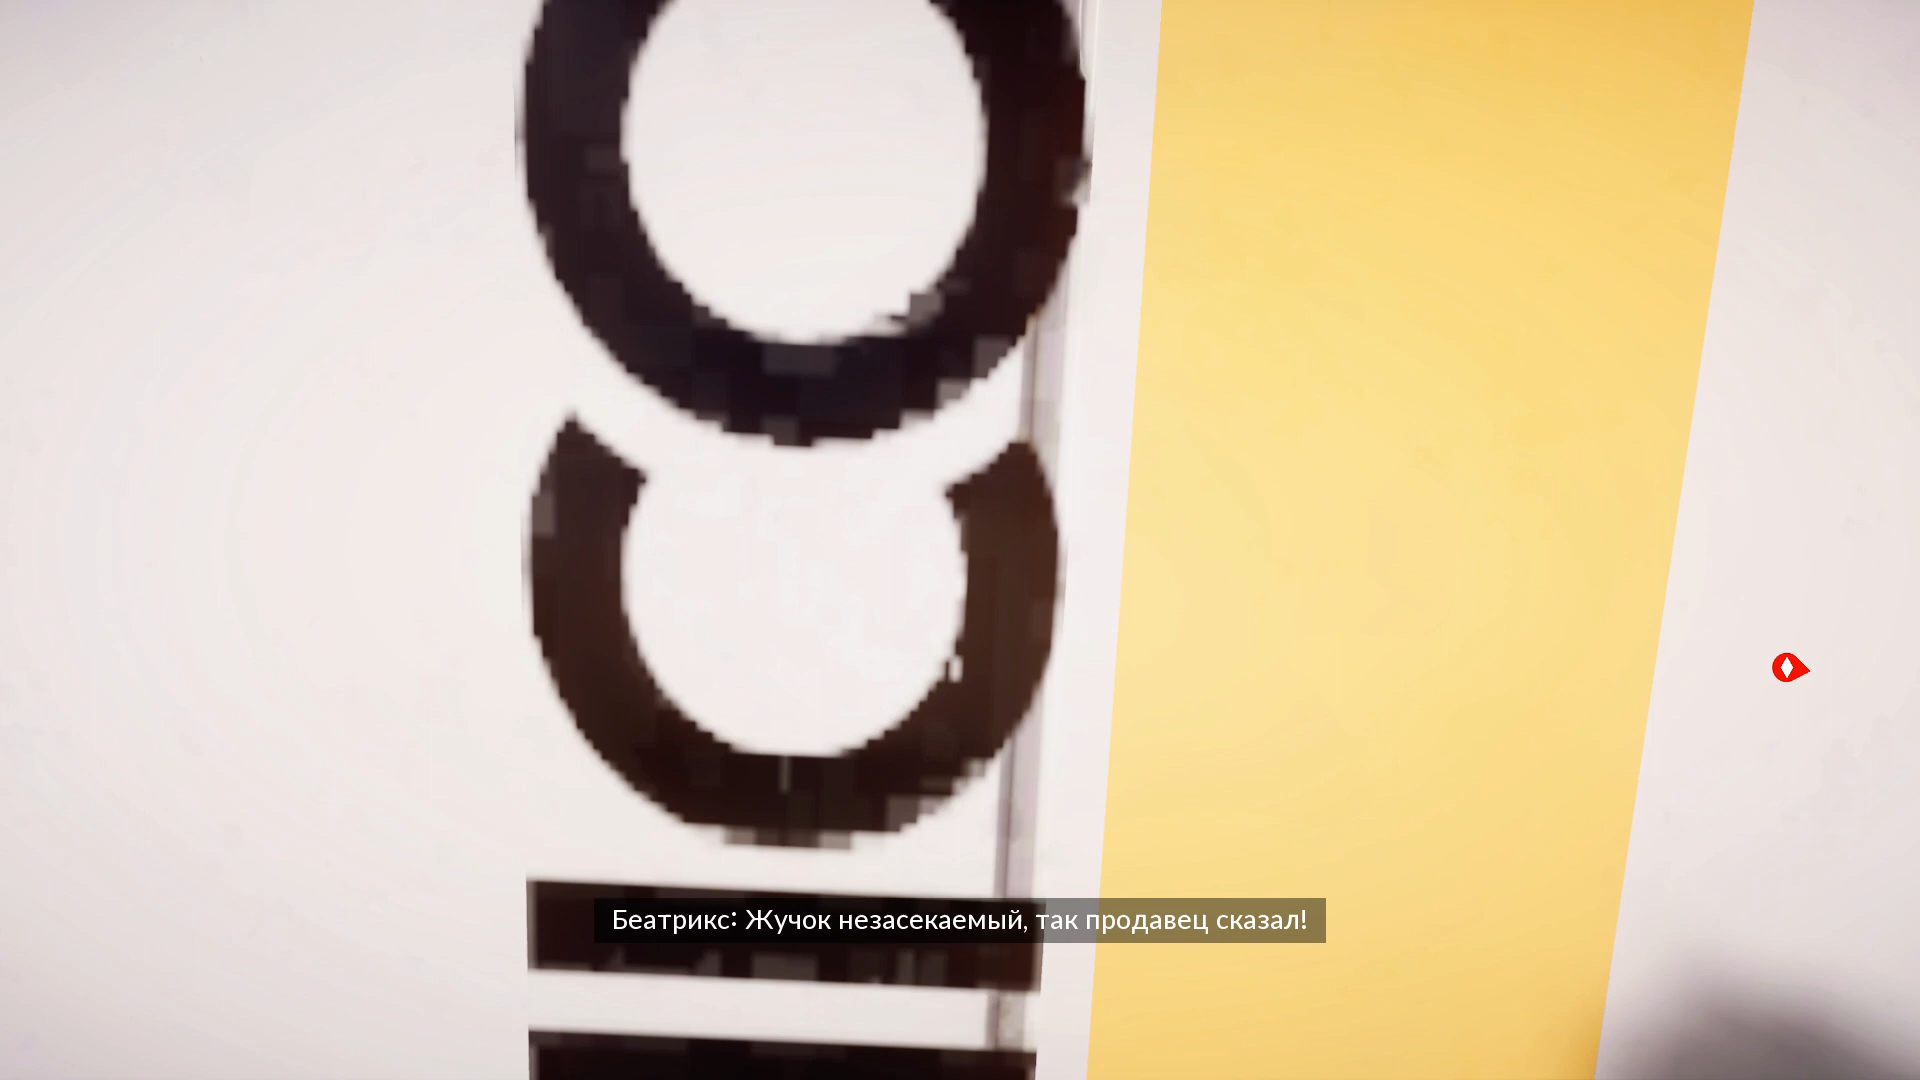 Беатрикс: Жучок незасекаемый, так продавец сказал!